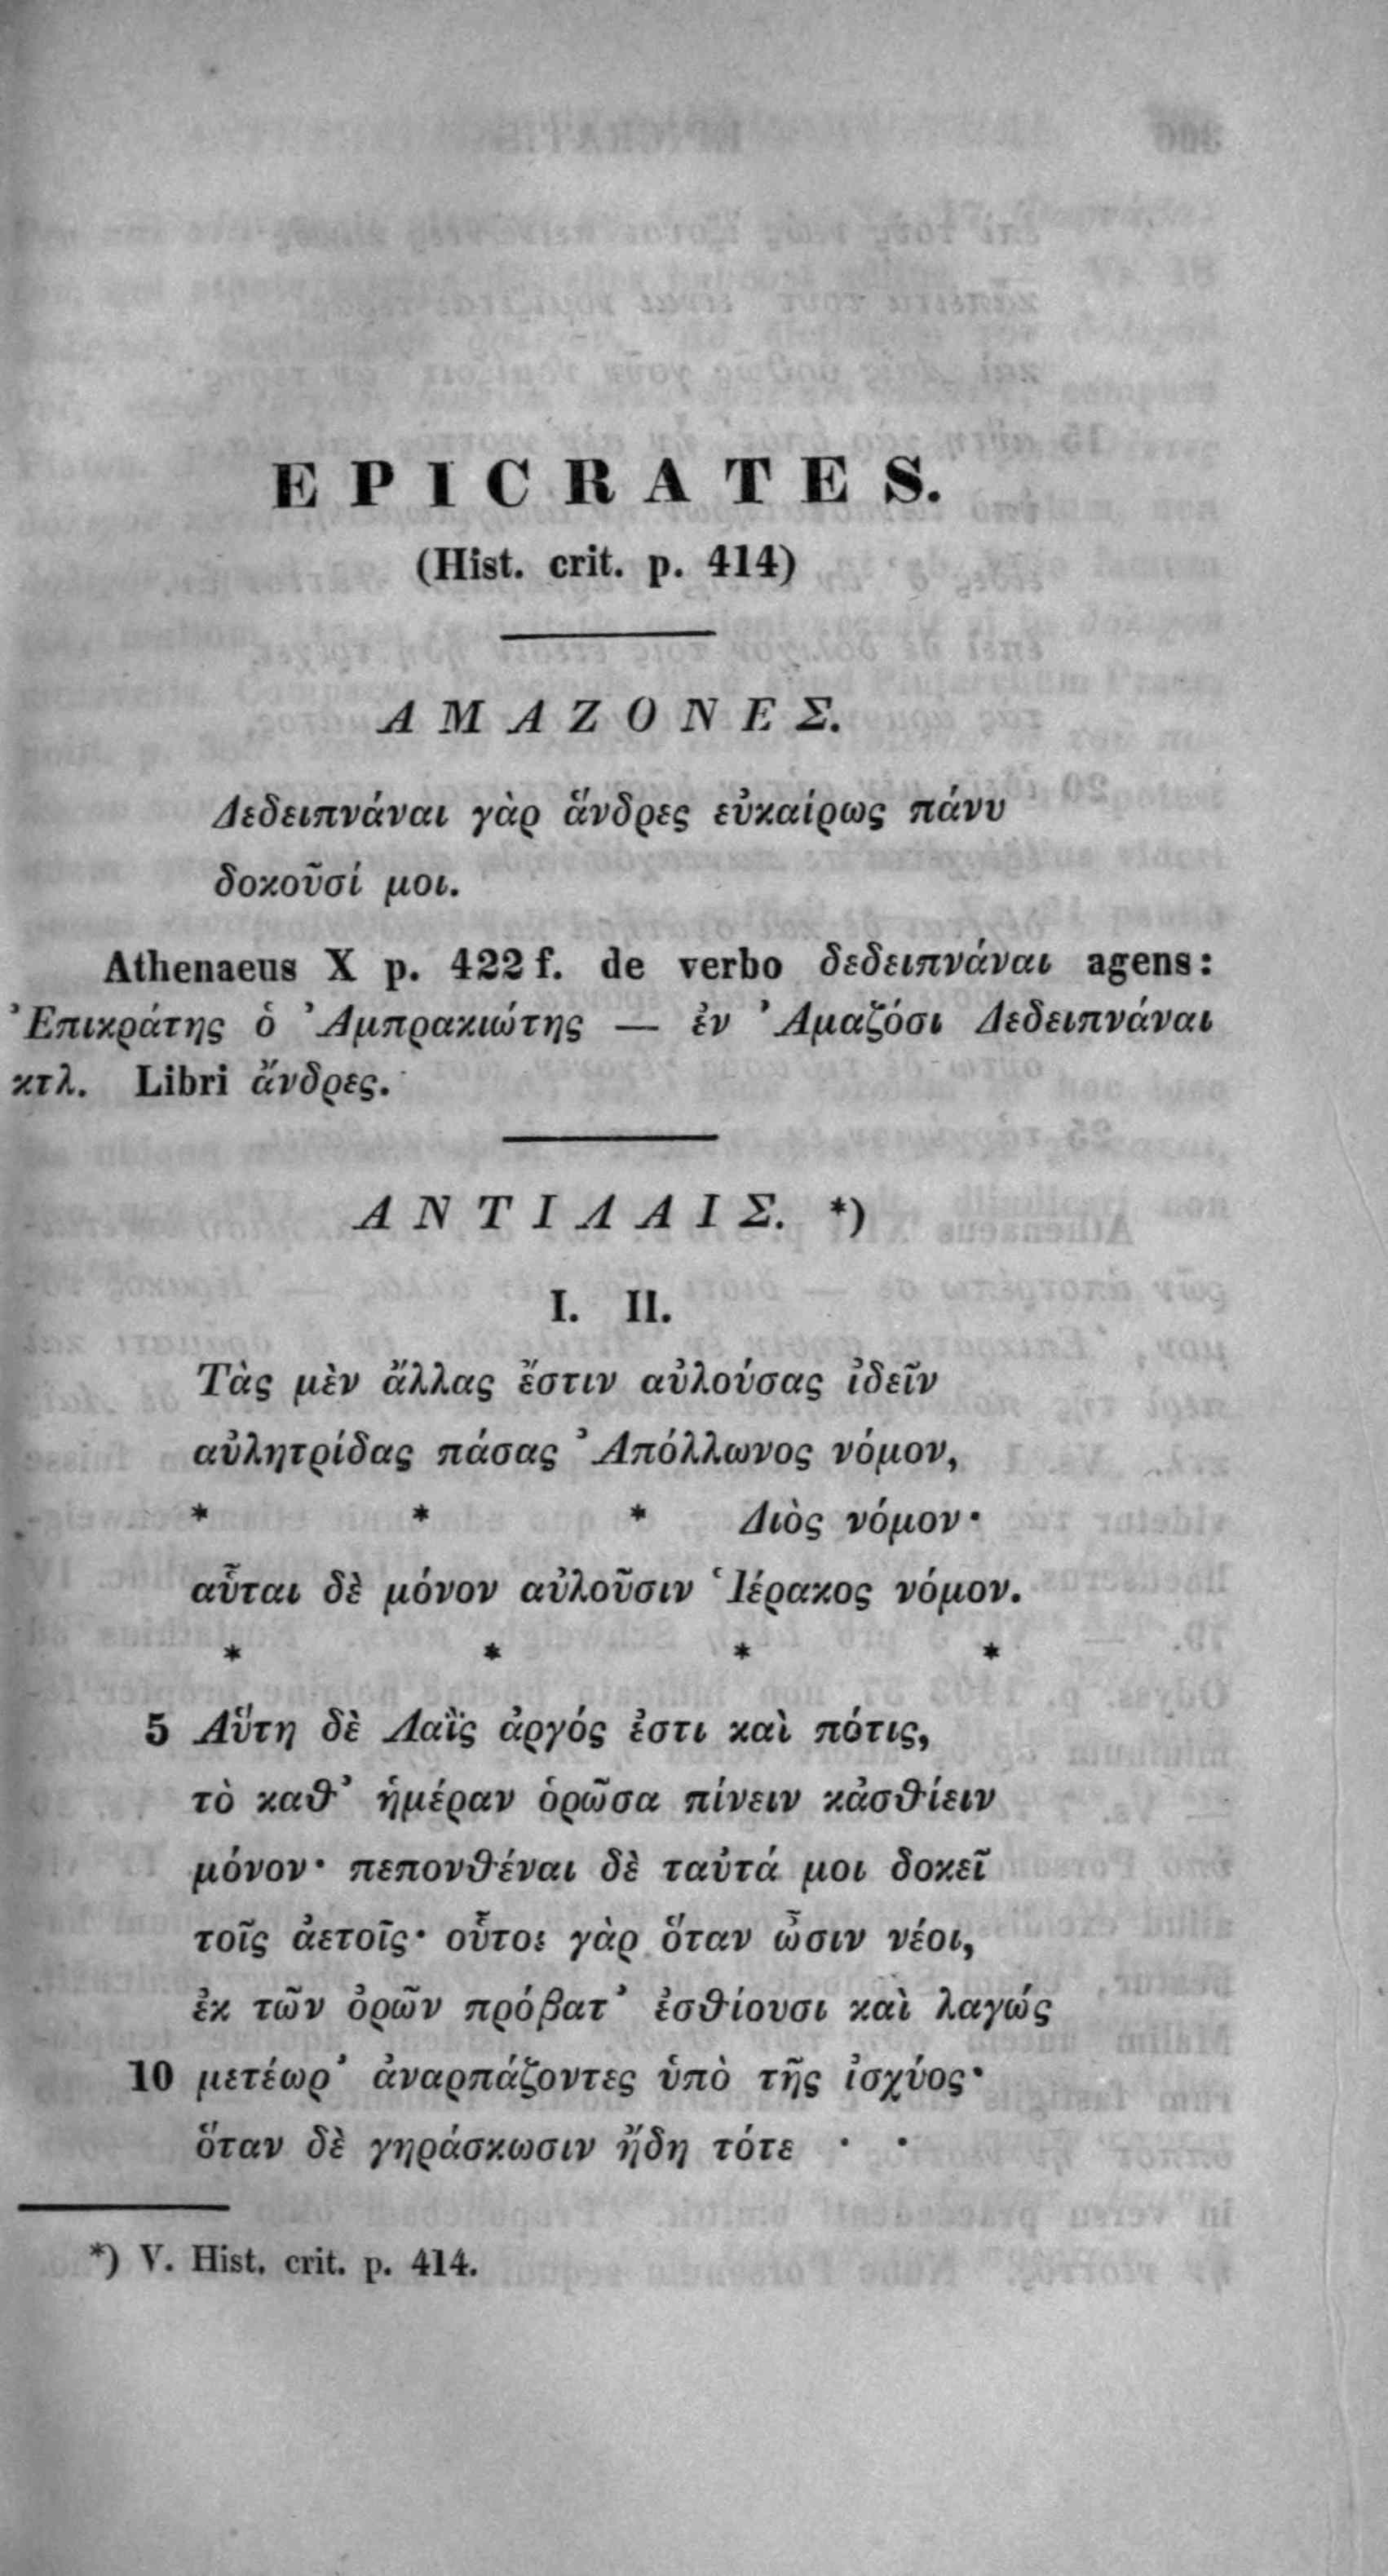 EPICRATES.
(Hist. crit. p. 414)
ΑΜΑΖΟΝΕΣ.
Δεδειπνάναι γὰρ ἅνδρες εὐκαίρως πάνυ
δοκοῦσί μοι.
Athenaeus X p. 422 f. de verbo δεδειπνάναι agens:
Ἐπικράτης ὁ Ἀμπρακιώτης — ἐν Ἀμαζόσι Δεδειπνάναι
κτλ. Libri ἄνδρες.
ΑΝΤΙΛΑΙΣ. *)
I. II.
Τὰς μὲν ἄλλας ἔστιν αὐλούσας ἰδεῖν
αὐλητρίδας πάσας Ἀπόλλωνος νόμον,
* * * Διὸς νόμον·
αὗται δὲ μόνον αὐλοῦσιν Ἱέρακος νόμον.
* * * *
5 Αὕτη δὲ Λαῒς ἀργός ἐστι καὶ πότις,
τὸ καθ’ ἡμέραν ὁρῶσα πίνειν κἀσθίειν
μόνον· πεπονθέναι δὲ ταὐτά μοι δοκεῖ
τοῖς ἀετοῖς· οὗτοι γὰρ ὅταν ὦσιν νέοι,
ἐκ τῶν ὀρῶν πρόβατ’ ἐσθίουσι καὶ λαγώς
10 μετέωρ’ ἀναρπάζοντες ὑπὸ τῆς ἰσχύος·
ὅταν δὲ γηράσκωσιν ἤδη τότε · ·
*) V. Hist. crit. p. 414.